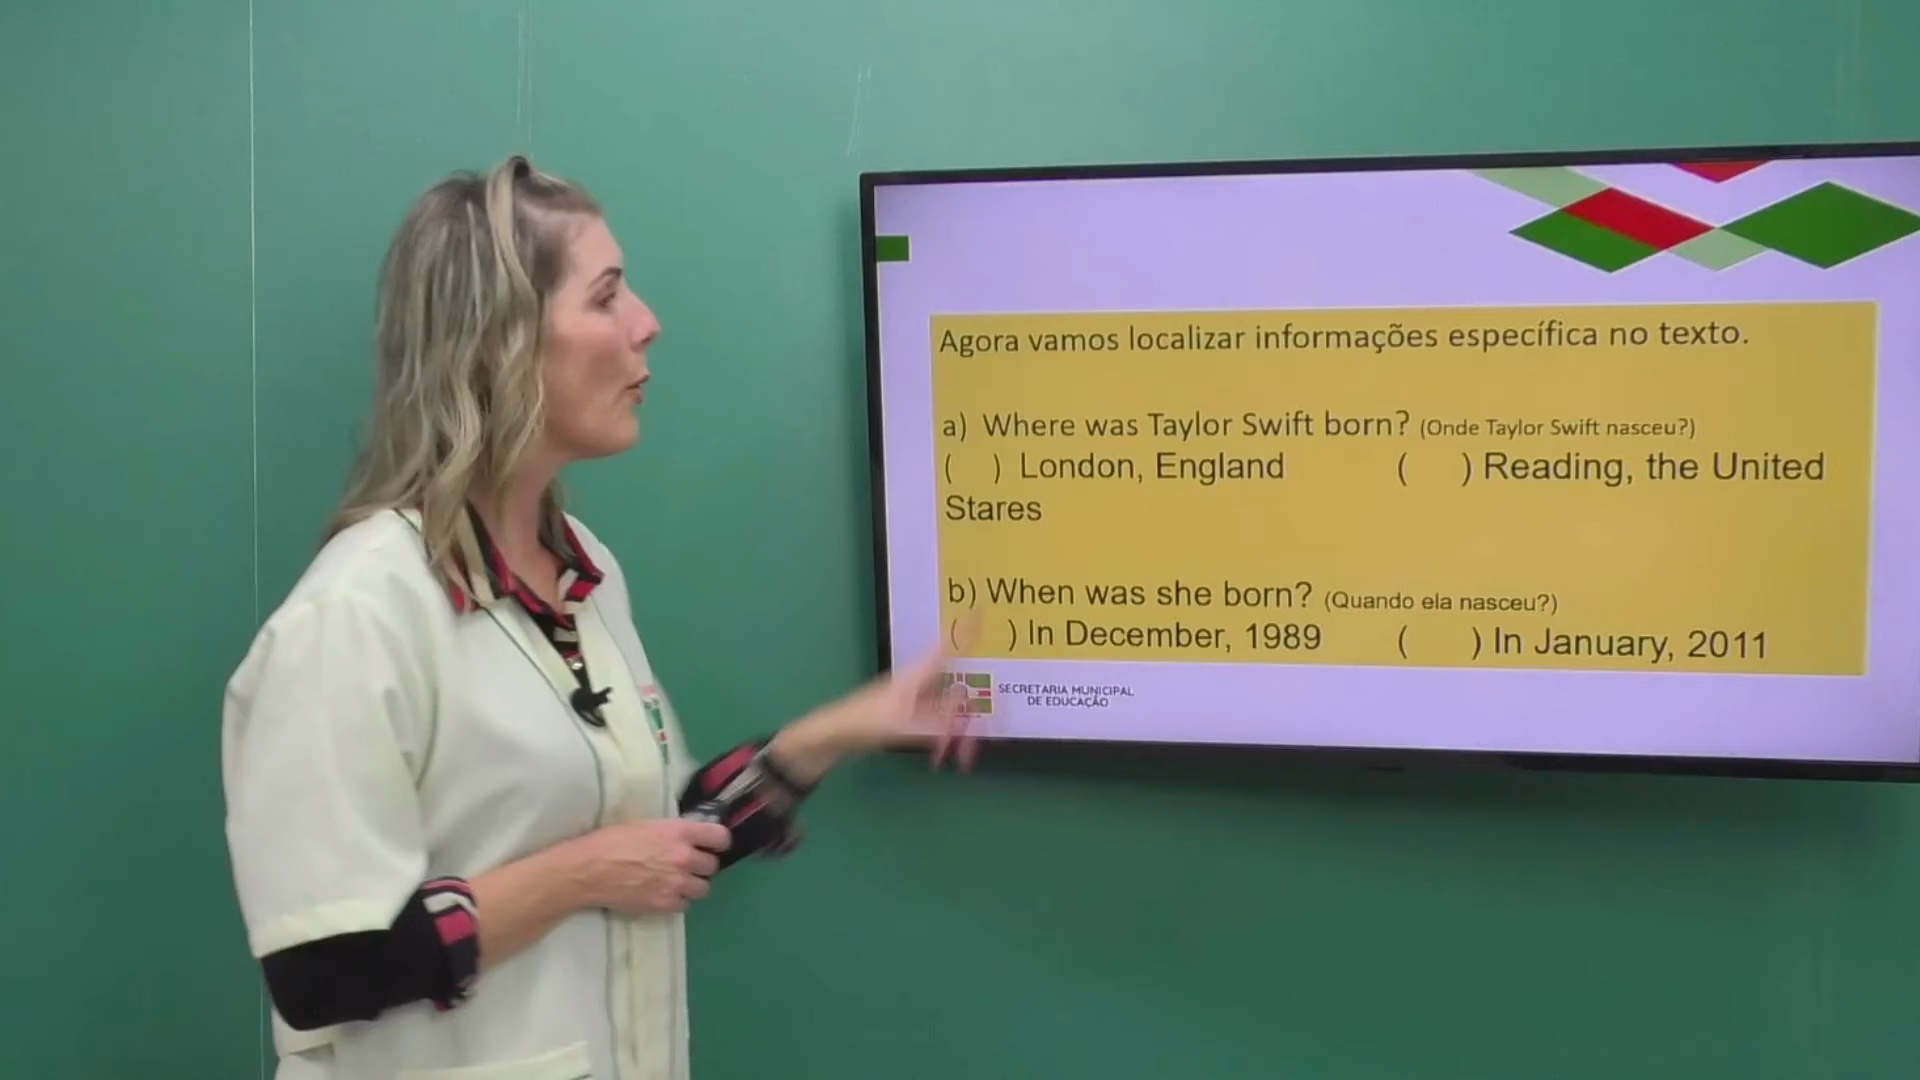 Agora vamos localizar informações específica no texto.
a) Where was Taylor Swift born? (Onde Taylor Swift nasceu?)
( ) London, England ( ) Reading, the United
Stares
b) When was she born? (Quando ela nasceu?)
( ) In December, 1989 ( ) In January, 2011
SECRETARIA MUNICIPAL
DE EDUCAÇÃO